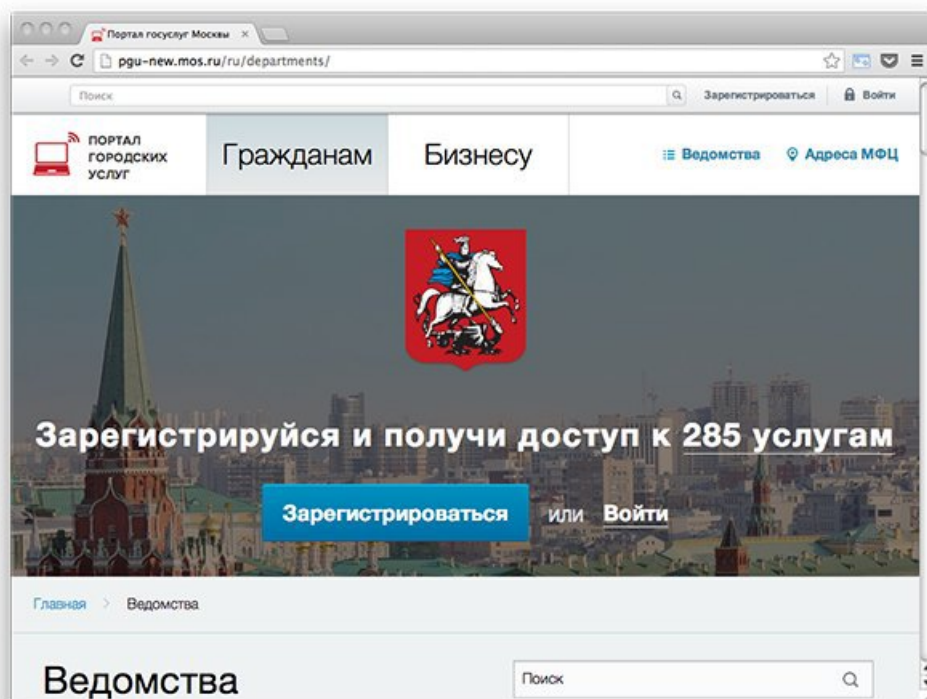 Портал госуслуг Москвы
pgu-new.mos.ru/ru/departments/
Поиск
Зарегистрироваться
Войти
ПОРТАЛ
ГОРОДСКИХ
УСЛУГ
Гражданам
Бизнесу
Ведомства
Адреса МФЦ
Зарегистрируйся и получи доступ к 285 услугам
Зарегистрироваться или Войти
Главная > Ведомства
Ведомства
Поиск